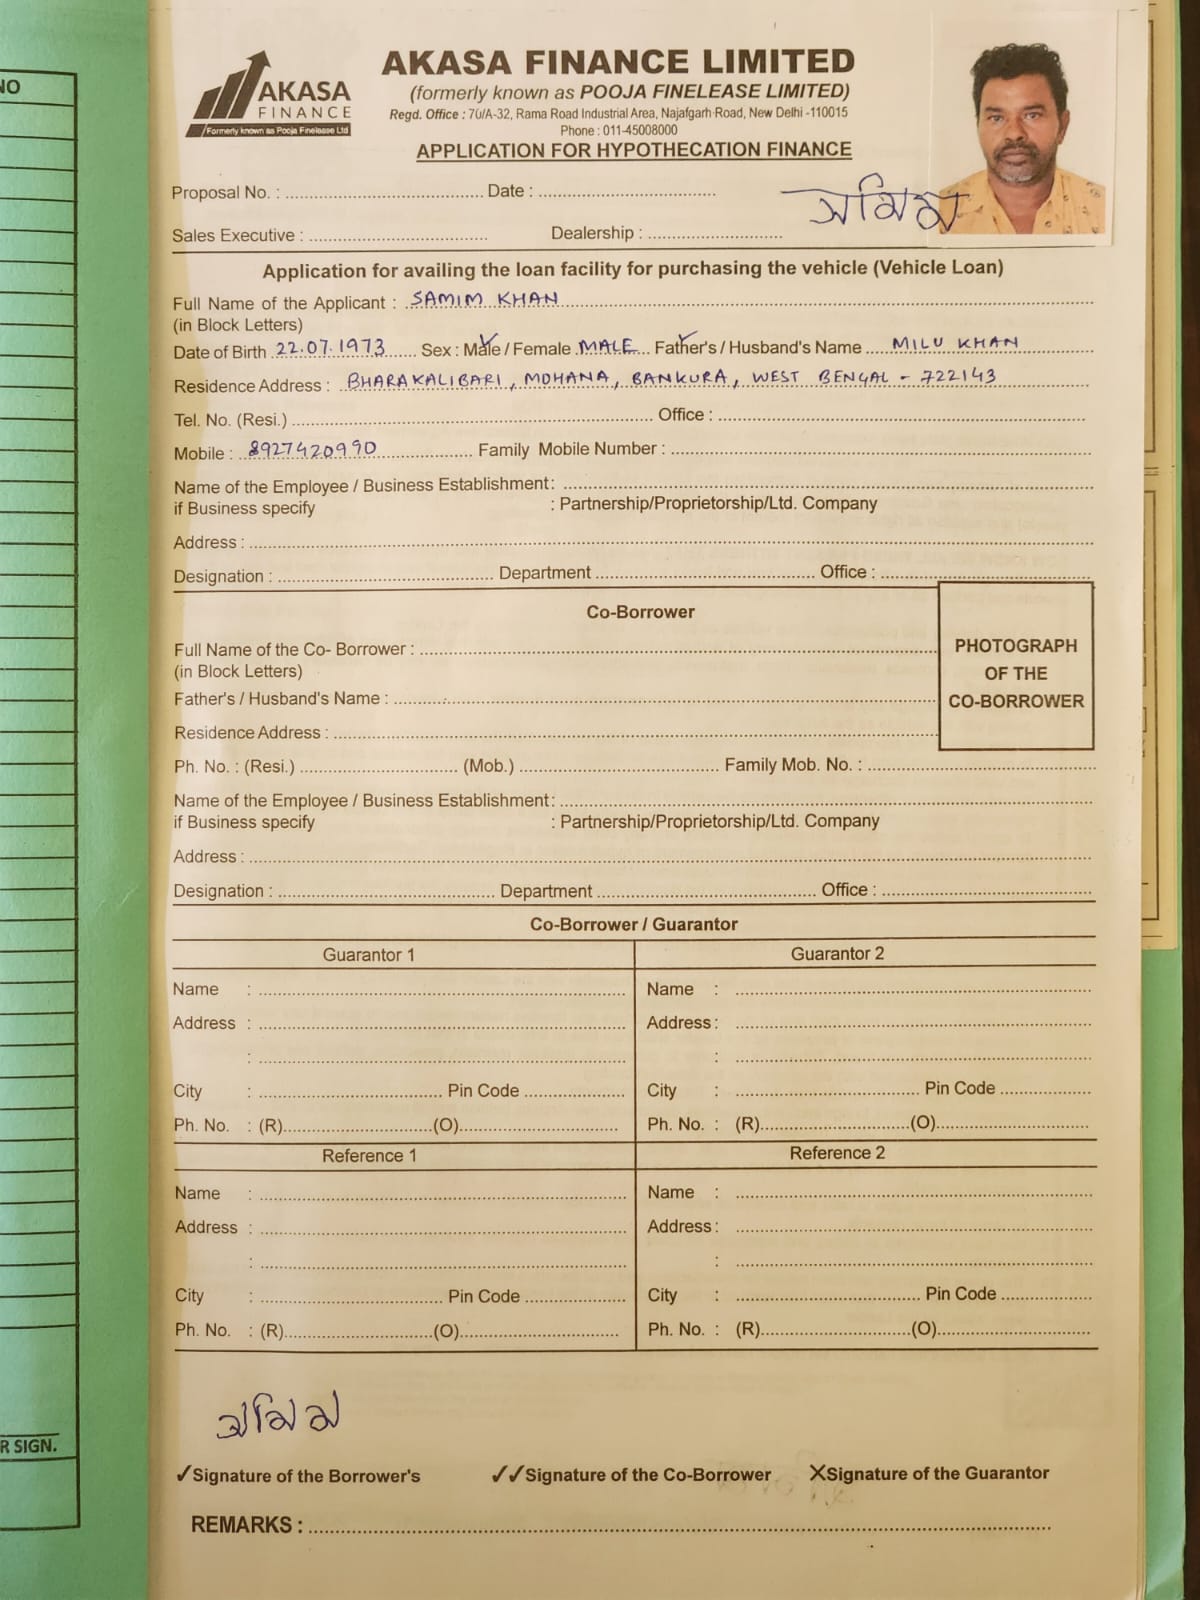 NO
AKASA
FINANCE
Formerly known as Pooja Finelease Ltd
AKASA FINANCE LIMITED
(formerly known as POOJA FINELEASE LIMITED)
Regd. Office : 70/A-32, Rama Road Industrial Area, Najafgarh Road, New Delhi -110015
Phone : 011-45008000
APPLICATION FOR HYPOTHECATION FINANCE
Proposal No. : Date :
সামিম
Sales Executive : Dealership :
Application for availing the loan facility for purchasing the vehicle (Vehicle Loan)
Full Name of the Applicant : SAMIM KHAN
(in Block Letters)
Date of Birth 22.07.1973 Sex : Male / Female MALE Father's / Husband's Name MILU KHAN
Residence Address : BHARAKALIBARI, MOHANA, BANKURA, WEST BENGAL - 722143
Tel. No. (Resi.) Office :
Mobile : 8927420990 Family Mobile Number :
Name of the Employee / Business Establishment:
if Business specify : Partnership/Proprietorship/Ltd. Company
Address :
Designation : Department Office :
Co-Borrower
PHOTOGRAPH
OF THE
CO-BORROWER
Full Name of the Co- Borrower :
(in Block Letters)
Father's / Husband's Name :
Residence Address :
Ph. No. : (Resi.) (Mob.) Family Mob. No. :
Name of the Employee / Business Establishment:
if Business specify : Partnership/Proprietorship/Ltd. Company
Address :
Designation : Department Office :
Co-Borrower / Guarantor
Guarantor 1 Guarantor 2
Name : Name :
Address : Address :
: :
City : Pin Code City : Pin Code
Ph. No. : (R) (O) Ph. No. : (R) (O)
Reference 1 Reference 2
Name : Name :
Address : Address :
: :
City : Pin Code City : Pin Code
Ph. No. : (R) (O) Ph. No. : (R) (O)
সামিম
R SIGN.
✓Signature of the Borrower's ✓✓Signature of the Co-Borrower XSignature of the Guarantor
REMARKS :